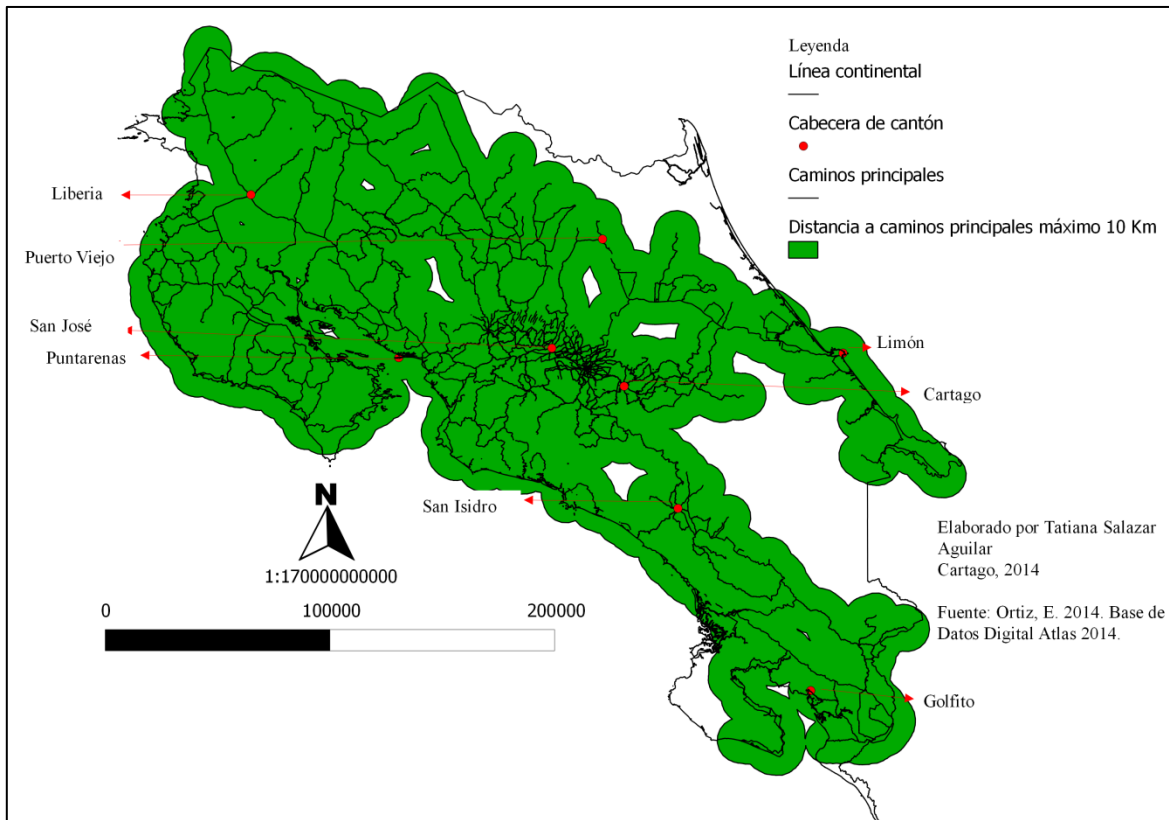 Leyenda
Línea continental
Cabecera de cantón
Caminos principales
Distancia a caminos principales máximo 10 Km
Liberia
Puerto Viejo
San José
Puntarenas
Limón
Cartago
San Isidro
N
1:170000000000
0 100000 200000
Elaborado por Tatiana Salazar
Aguilar
Cartago, 2014
Fuente: Ortiz, E. 2014. Base de
Datos Digital Atlas 2014.
Golfito